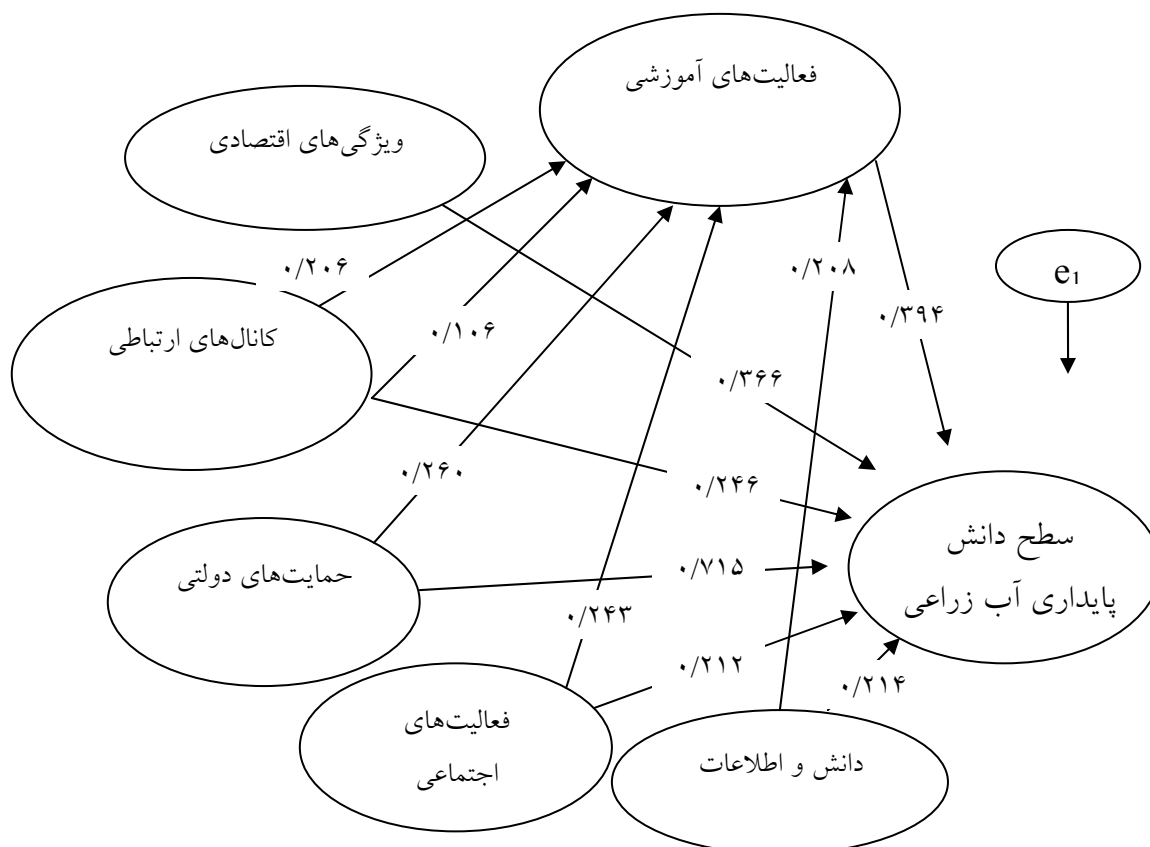 فعالیت‌های آموزشی
ویژگی‌های اقتصادی
e₁
۰/۲۰۶
۰/۲۰۸
کانال‌های ارتباطی
۰/۱۰۶
۰/۳۹۴
۰/۳۶۶
۰/۲۶۰
۰/۲۴۶
سطح دانش
پایداری آب زراعی
حمایت‌های دولتی
۰/۷۱۵
۰/۲۴۳
۰/۲۱۲
۰/۲۱۴
فعالیت‌های
اجتماعی
دانش و اطلاعات